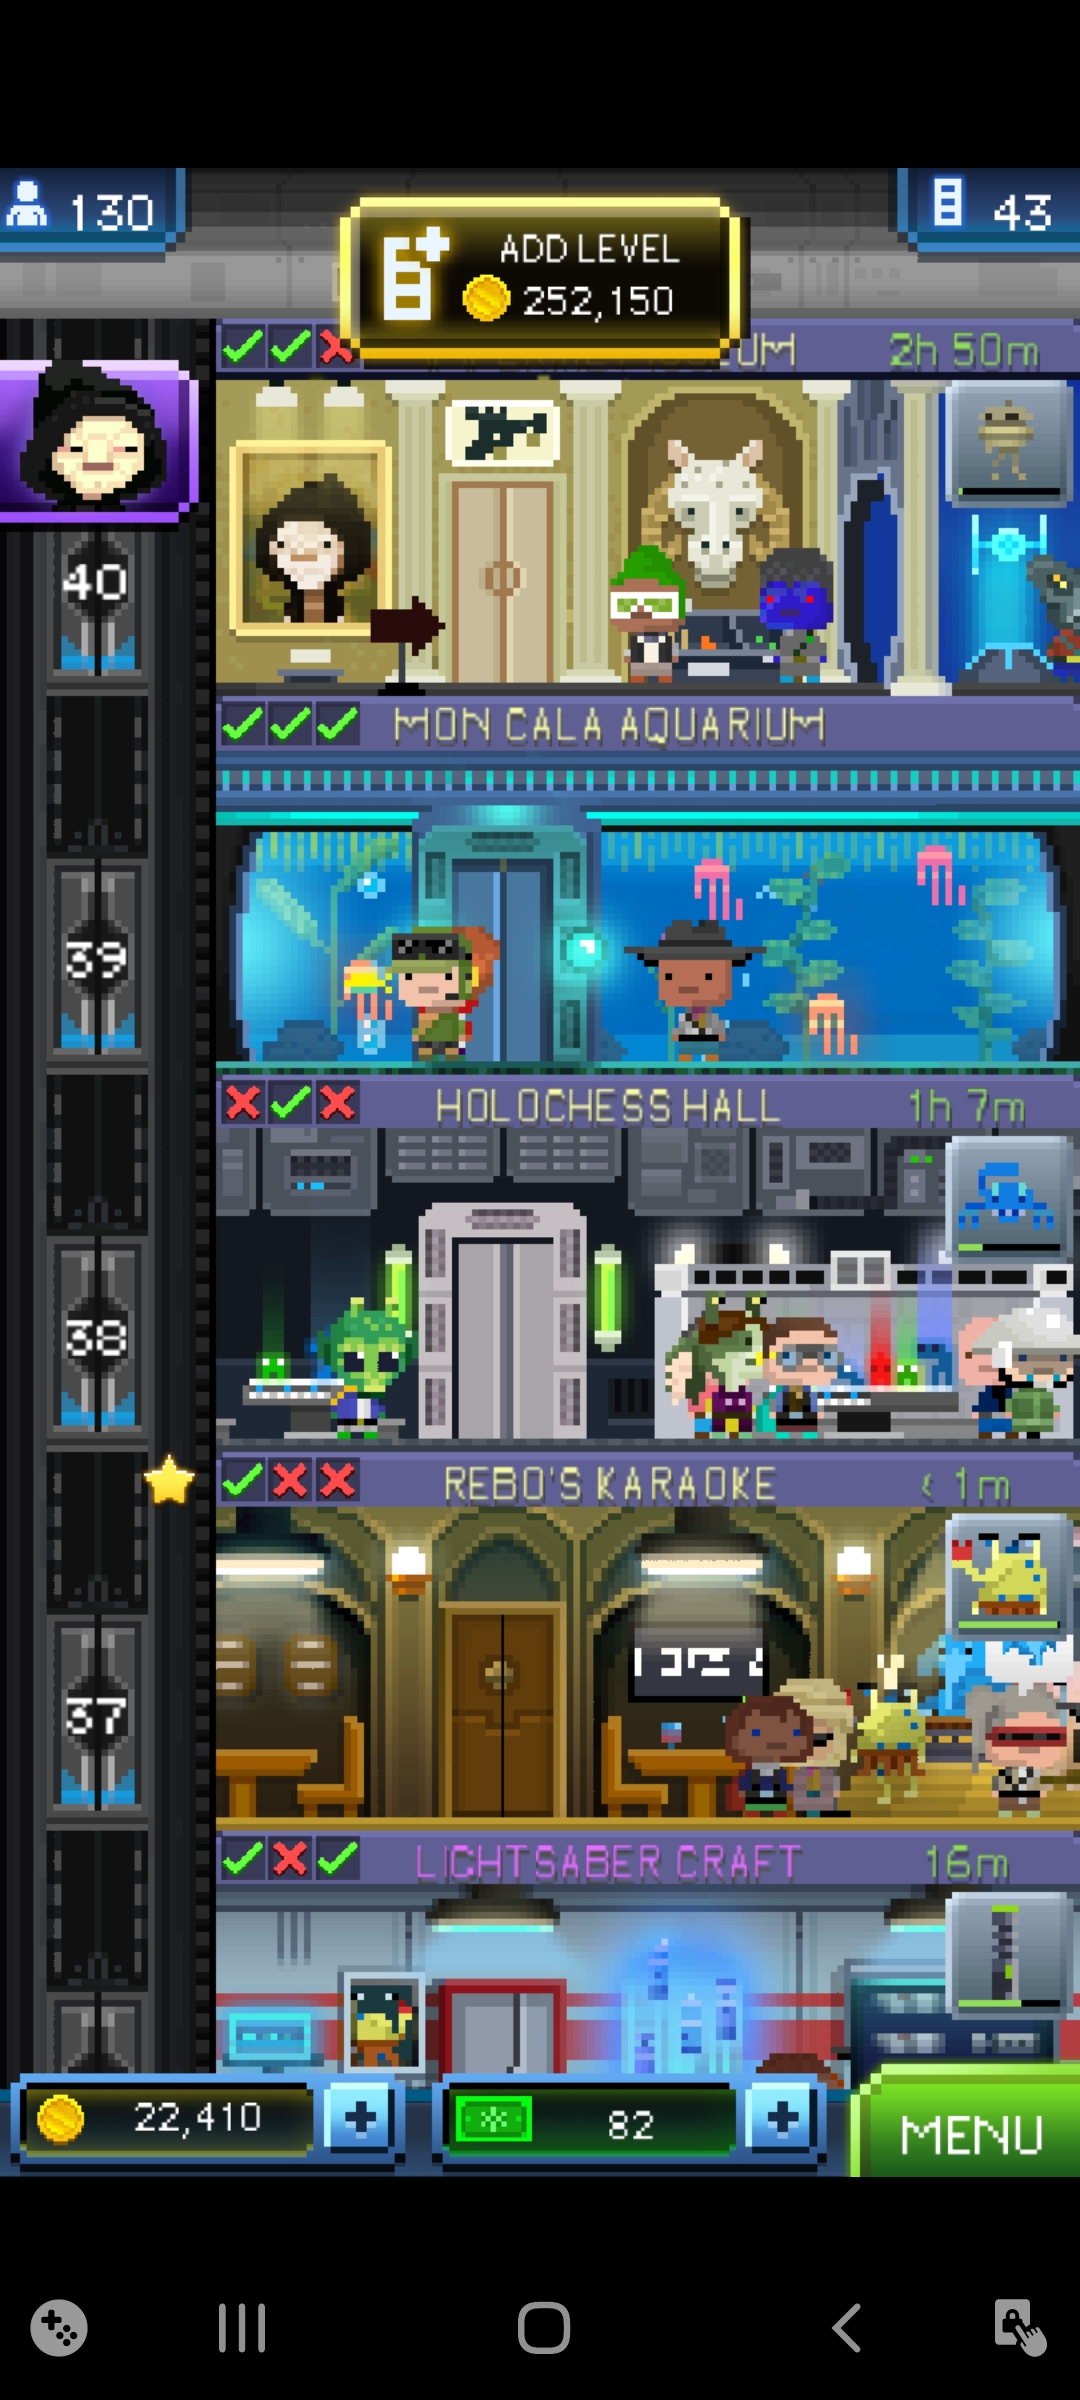 130
43
ADD LEVEL
252,150
2h 50m
40
MON CALA AQUARIUM
39
HOLOCHESS HALL
1h 7m
38
REBO'S KARAOKE
< 1m
37
LIGHTSABER CRAFT
16m
22,410
82
MENU